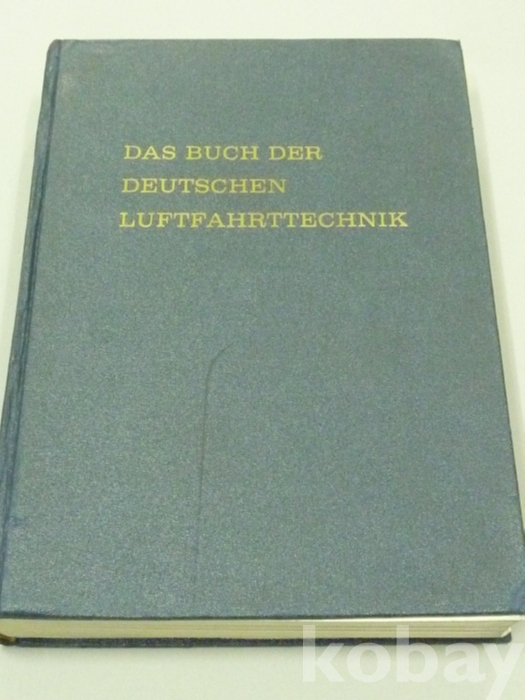 DAS BUCH DER
DEUTSCHEN
LUFTFAHRTTECHNIK
kobay